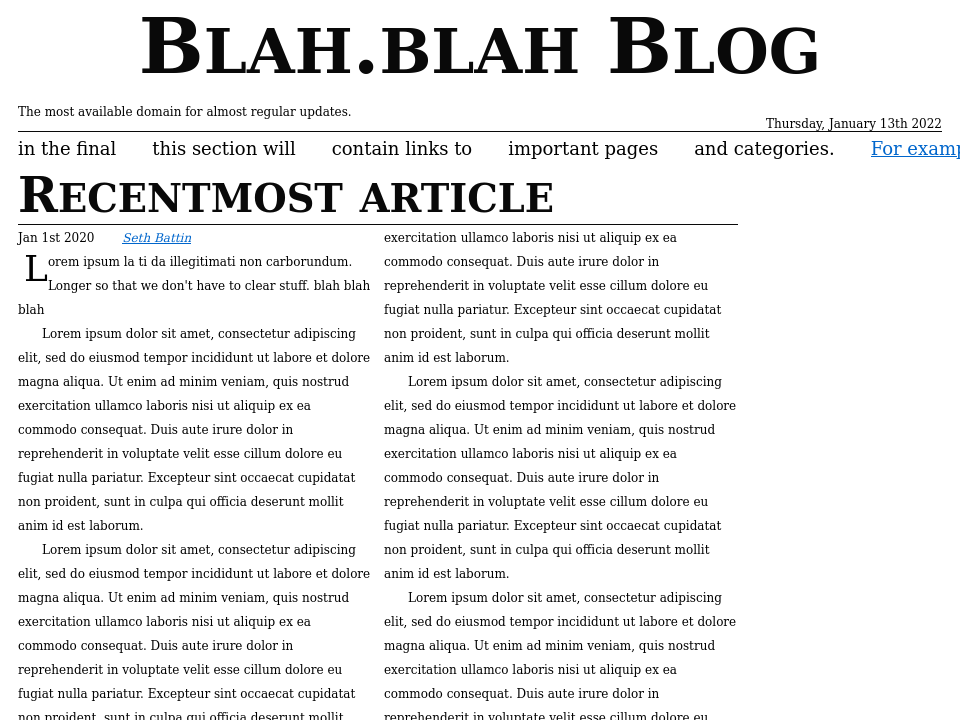 Blah.blah Blog
The most available domain for almost regular updates.
Thursday, January 13th 2022
in the final this section will contain links to important pages and categories. For examp
Recentmost article
Jan 1st 2020 Seth Battin
Lorem ipsum la ti da illegitimati non carborundum.
Longer so that we don't have to clear stuff. blah blah
blah
Lorem ipsum dolor sit amet, consectetur adipiscing
elit, sed do eiusmod tempor incididunt ut labore et dolore
magna aliqua. Ut enim ad minim veniam, quis nostrud
exercitation ullamco laboris nisi ut aliquip ex ea
commodo consequat. Duis aute irure dolor in
reprehenderit in voluptate velit esse cillum dolore eu
fugiat nulla pariatur. Excepteur sint occaecat cupidatat
non proident, sunt in culpa qui officia deserunt mollit
anim id est laborum.
Lorem ipsum dolor sit amet, consectetur adipiscing
elit, sed do eiusmod tempor incididunt ut labore et dolore
magna aliqua. Ut enim ad minim veniam, quis nostrud
exercitation ullamco laboris nisi ut aliquip ex ea
commodo consequat. Duis aute irure dolor in
reprehenderit in voluptate velit esse cillum dolore eu
fugiat nulla pariatur. Excepteur sint occaecat cupidatat
non proident, sunt in culpa qui officia deserunt mollit
exercitation ullamco laboris nisi ut aliquip ex ea
commodo consequat. Duis aute irure dolor in
reprehenderit in voluptate velit esse cillum dolore eu
fugiat nulla pariatur. Excepteur sint occaecat cupidatat
non proident, sunt in culpa qui officia deserunt mollit
anim id est laborum.
Lorem ipsum dolor sit amet, consectetur adipiscing
elit, sed do eiusmod tempor incididunt ut labore et dolore
magna aliqua. Ut enim ad minim veniam, quis nostrud
exercitation ullamco laboris nisi ut aliquip ex ea
commodo consequat. Duis aute irure dolor in
reprehenderit in voluptate velit esse cillum dolore eu
fugiat nulla pariatur. Excepteur sint occaecat cupidatat
non proident, sunt in culpa qui officia deserunt mollit
anim id est laborum.
Lorem ipsum dolor sit amet, consectetur adipiscing
elit, sed do eiusmod tempor incididunt ut labore et dolore
magna aliqua. Ut enim ad minim veniam, quis nostrud
exercitation ullamco laboris nisi ut aliquip ex ea
commodo consequat. Duis aute irure dolor in
reprehenderit in voluptate velit esse cillum dolore eu